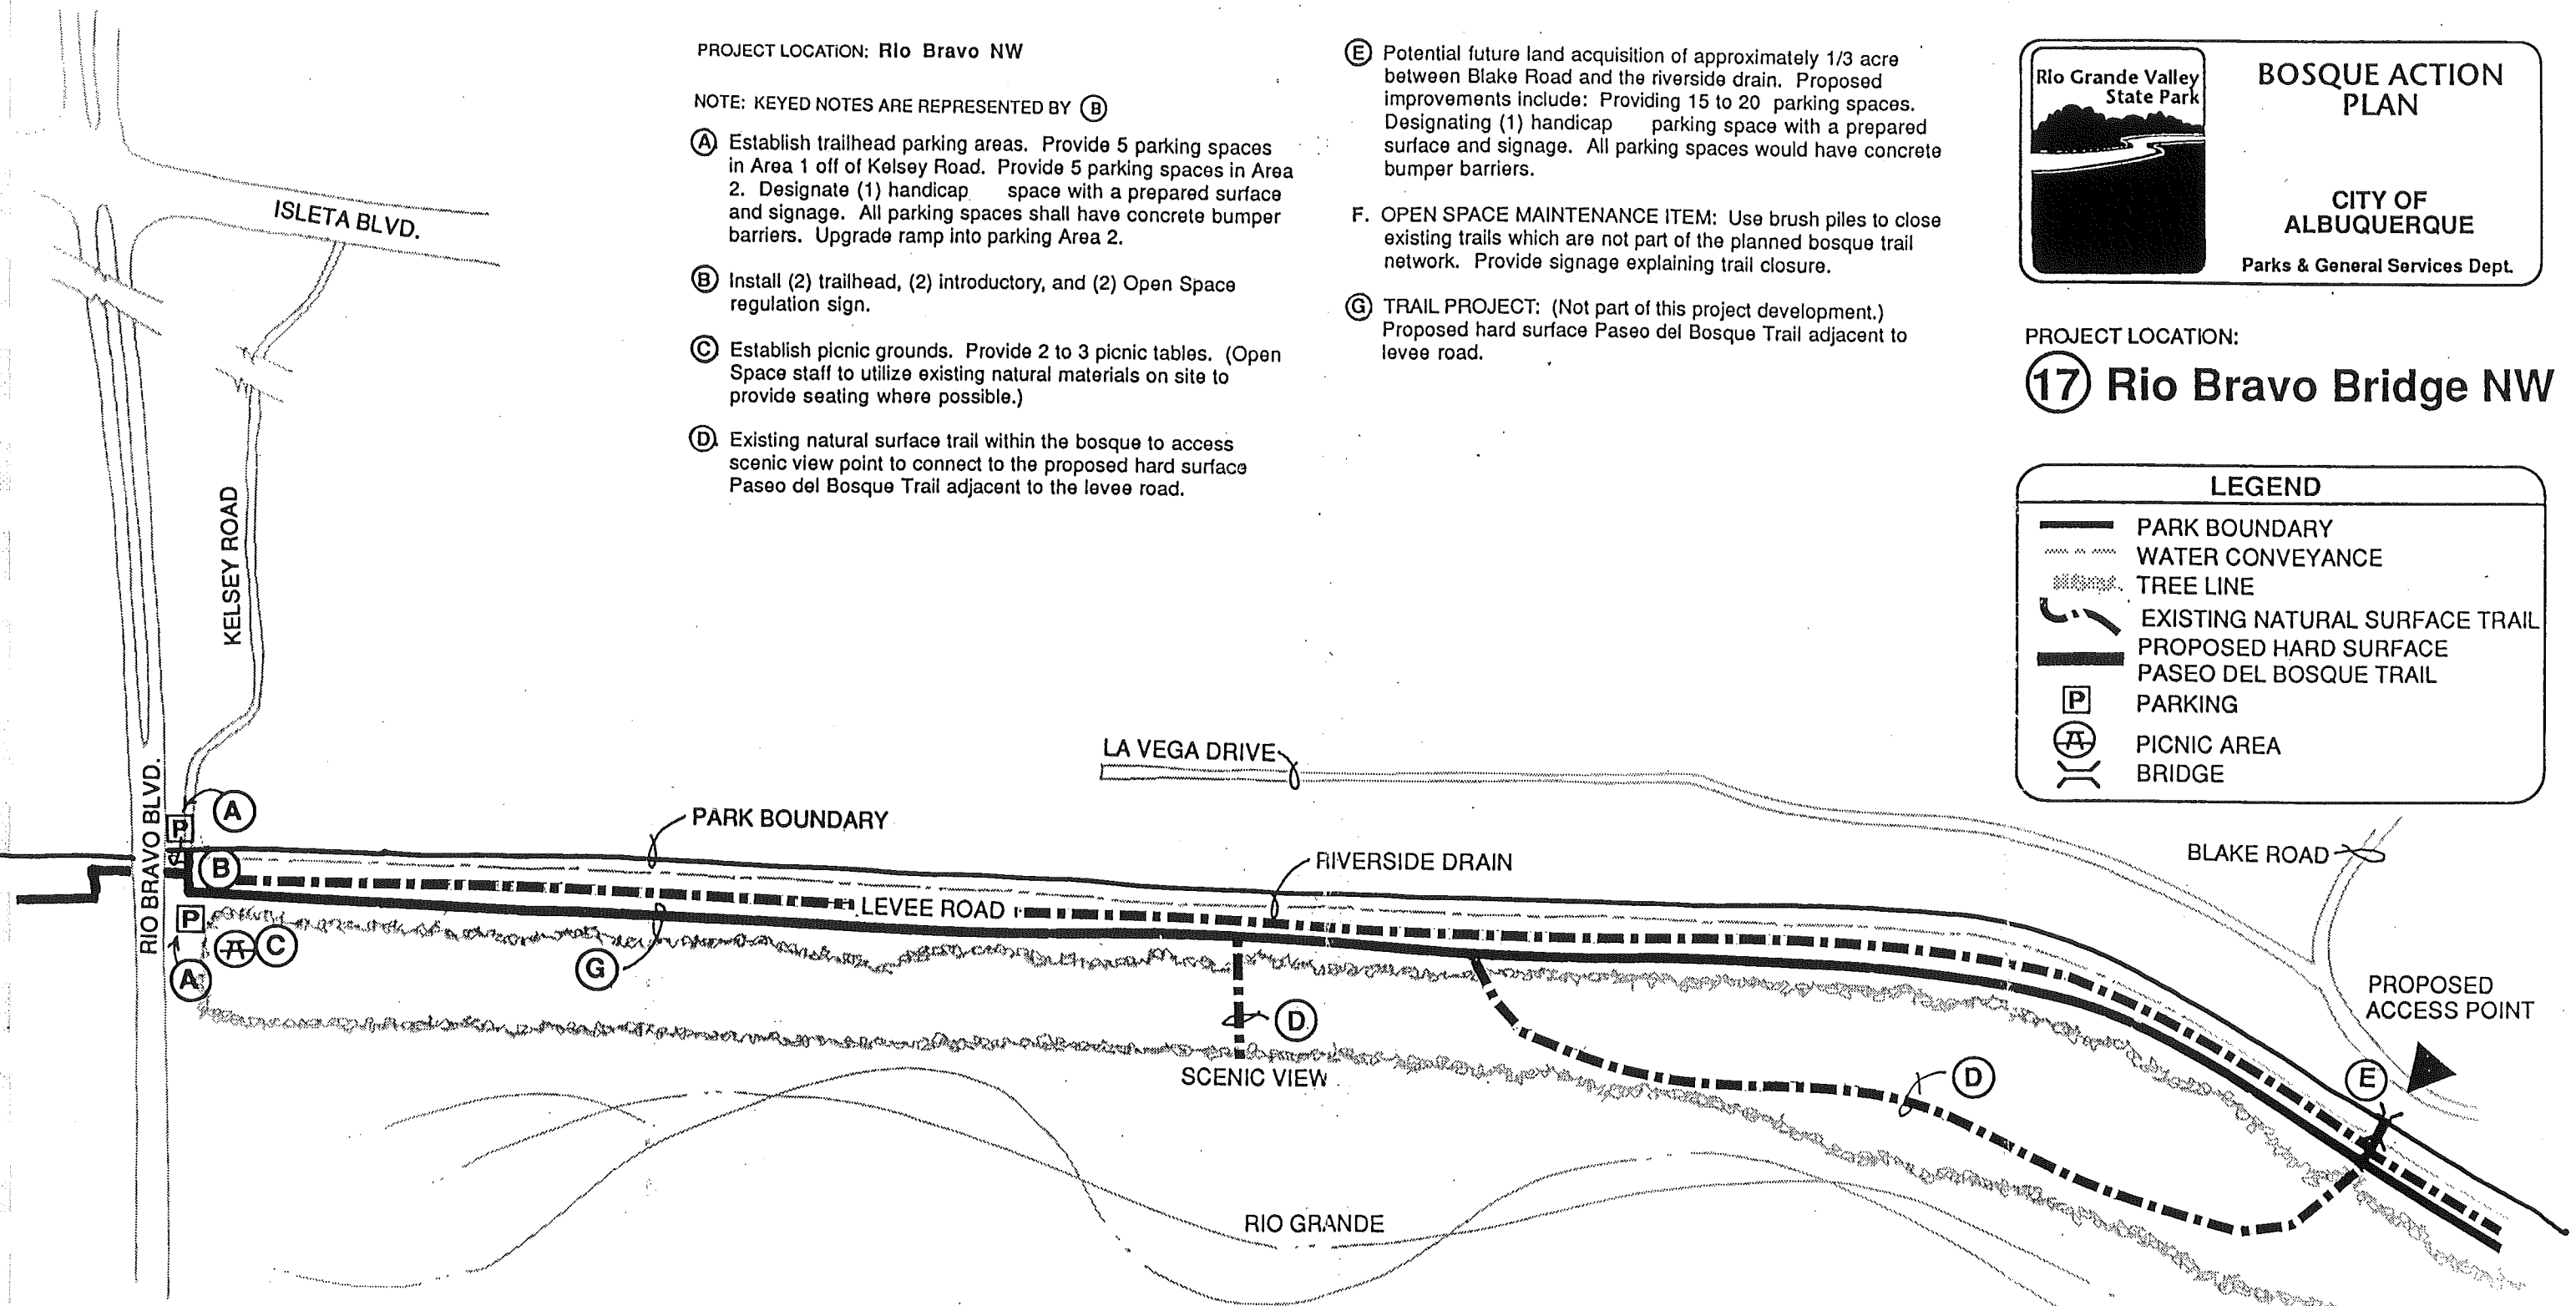 PROJECT LOCATION: Rio Bravo NW
NOTE: KEYED NOTES ARE REPRESENTED BY B
A Establish trailhead parking areas. Provide 5 parking spaces
in Area 1 off of Kelsey Road. Provide 5 parking spaces in Area
2. Designate (1) handicap space with a prepared surface
and signage. All parking spaces shall have concrete bumper
barriers. Upgrade ramp into parking Area 2.
B Install (2) trailhead, (2) introductory, and (2) Open Space
regulation sign.
C Establish picnic grounds. Provide 2 to 3 picnic tables. (Open
Space staff to utilize existing natural materials on site to
provide seating where possible.)
D. Existing natural surface trail within the bosque to access
scenic view point to connect to the proposed hard surface
Paseo del Bosque Trail adjacent to the levee road.
E Potential future land acquisition of approximately 1/3 acre
between Blake Road and the riverside drain. Proposed
improvements include: Providing 15 to 20 parking spaces.
Designating (1) handicap parking space with a prepared
surface and signage. All parking spaces would have concrete
bumper barriers.
F. OPEN SPACE MAINTENANCE ITEM: Use brush piles to close
existing trails which are not part of the planned bosque trail
network. Provide signage explaining trail closure.
G TRAIL PROJECT: (Not part of this project development.)
Proposed hard surface Paseo del Bosque Trail adjacent to
levee road.
Rio Grande Valley
State Park
BOSQUE ACTION
PLAN
CITY OF
ALBUQUERQUE
Parks & General Services Dept.
PROJECT LOCATION:
17 Rio Bravo Bridge NW
LEGEND
PARK BOUNDARY
WATER CONVEYANCE
TREE LINE
EXISTING NATURAL SURFACE TRAIL
PROPOSED HARD SURFACE
PASEO DEL BOSQUE TRAIL
P PARKING
PICNIC AREA
BRIDGE
ISLETA BLVD.
KELSEY ROAD
RIO BRAVO BLVD.
LA VEGA DRIVE
PARK BOUNDARY
RIVERSIDE DRAIN
BLAKE ROAD
LEVEE ROAD
P
A
B
P
C
A
G
D
SCENIC VIEW
D
PROPOSED
ACCESS POINT
E
RIO GRANDE